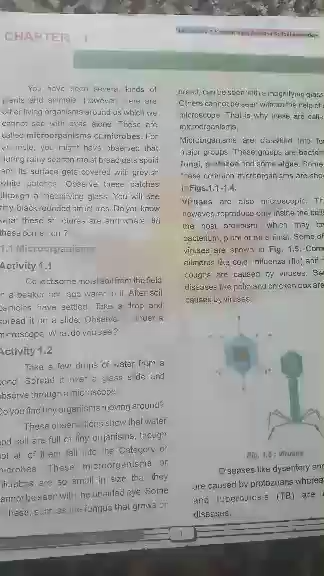 CHAPTER 1
You have seen several kinds of
plants and animals. However, there are
other living organisms around us which we
cannot see with eyes alone. These are
called microorganisms or microbes. For
example, you might have observed that
during rainy season moist bread gets spoilt
and its surface gets covered with greyish
white patches. Observe these patches
through a magnifying glass. You will see
tiny, black rounded structures. Do you know
what these structures are and where do
these come from?
1.1 Microorganisms
Activity 1.1
Collect some moist soil from the field
in a beaker and add water to it. After soil
particles have settled, Take a drop and
spread it on a slide. Observe under a
microscope. What do you see?
Activity 1.2
Take a few drops of water from a
pond. Spread it over a glass slide and
observe through a microscope.
Do you find tiny organisms moving around?
These observations show that water
and soil are full of tiny organisms, though
not all of them fall into the Category of
microbes. These microorganisms or
microbes are so small in size that they
cannot be seen with the unaided eye. Some
these, such as the fungus that grows on
bread, can be seen with a magnifying glass
Others cannot be seen without the help of a
microscope. That is why these are called
microorganisms.
Microorganisms are classified into four
major groups. These groups are bacteria
fungi, protozoa and some algae. Some
these common microorganisms are shown
in Figs.1.1-1.4.
Viruses are also microscopic. They
however, reproduce only inside the cells
the host organism, which may be
bacterium, plant or animal. Some of
viruses are shown in Fig. 1.5. Common
ailments like cold, influenza (flu) and
coughs are caused by viruses.
diseases like polio and chicken pox are
caused by viruses.
Fig. 1.5 : Viruses
Diseases like dysentery and
are caused by protozoans whereas
and tuberculosis (TB) are
diseases.
1